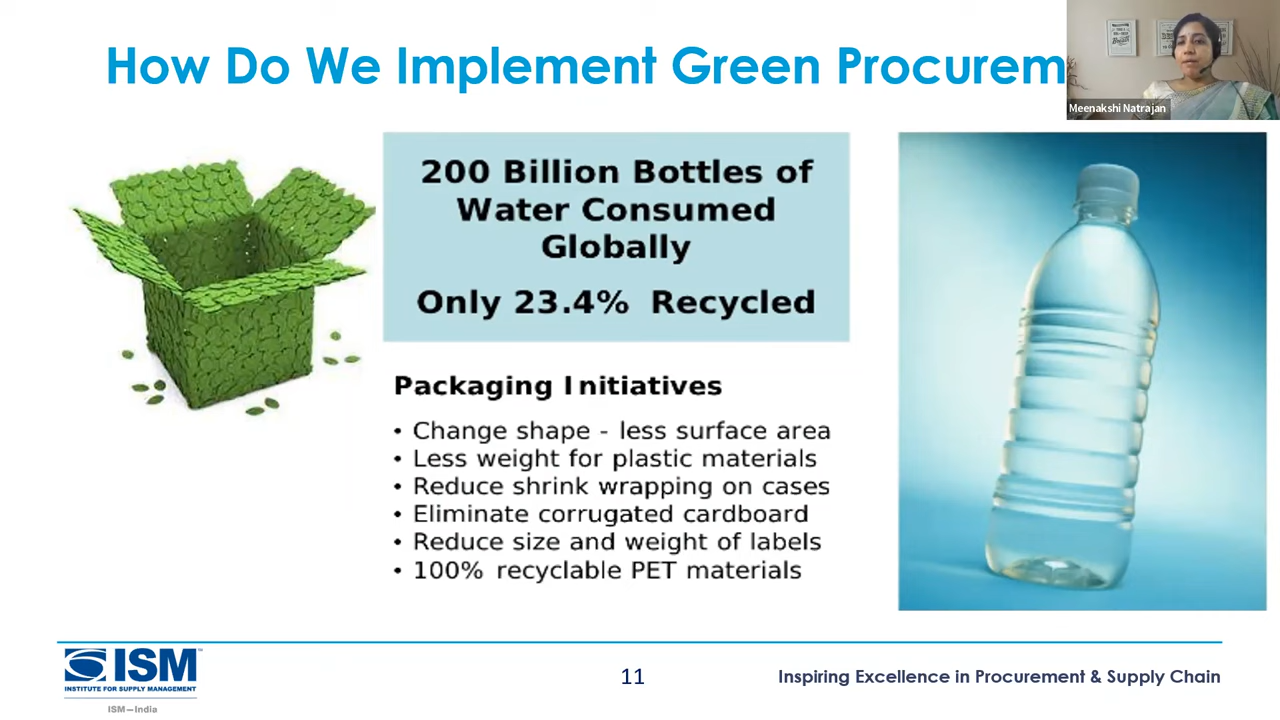 How Do We Implement Green Procurem
Meenakshi Natrajan
200 Billion Bottles of
Water Consumed
Globally
Only 23.4% Recycled
Packaging Initiatives
• Change shape - less surface area
• Less weight for plastic materials
• Reduce shrink wrapping on cases
• Eliminate corrugated cardboard
• Reduce size and weight of labels
• 100% recyclable PET materials
ISM
INSTITUTE FOR SUPPLY MANAGEMENT
ISM—India
11
Inspiring Excellence in Procurement & Supply Chain